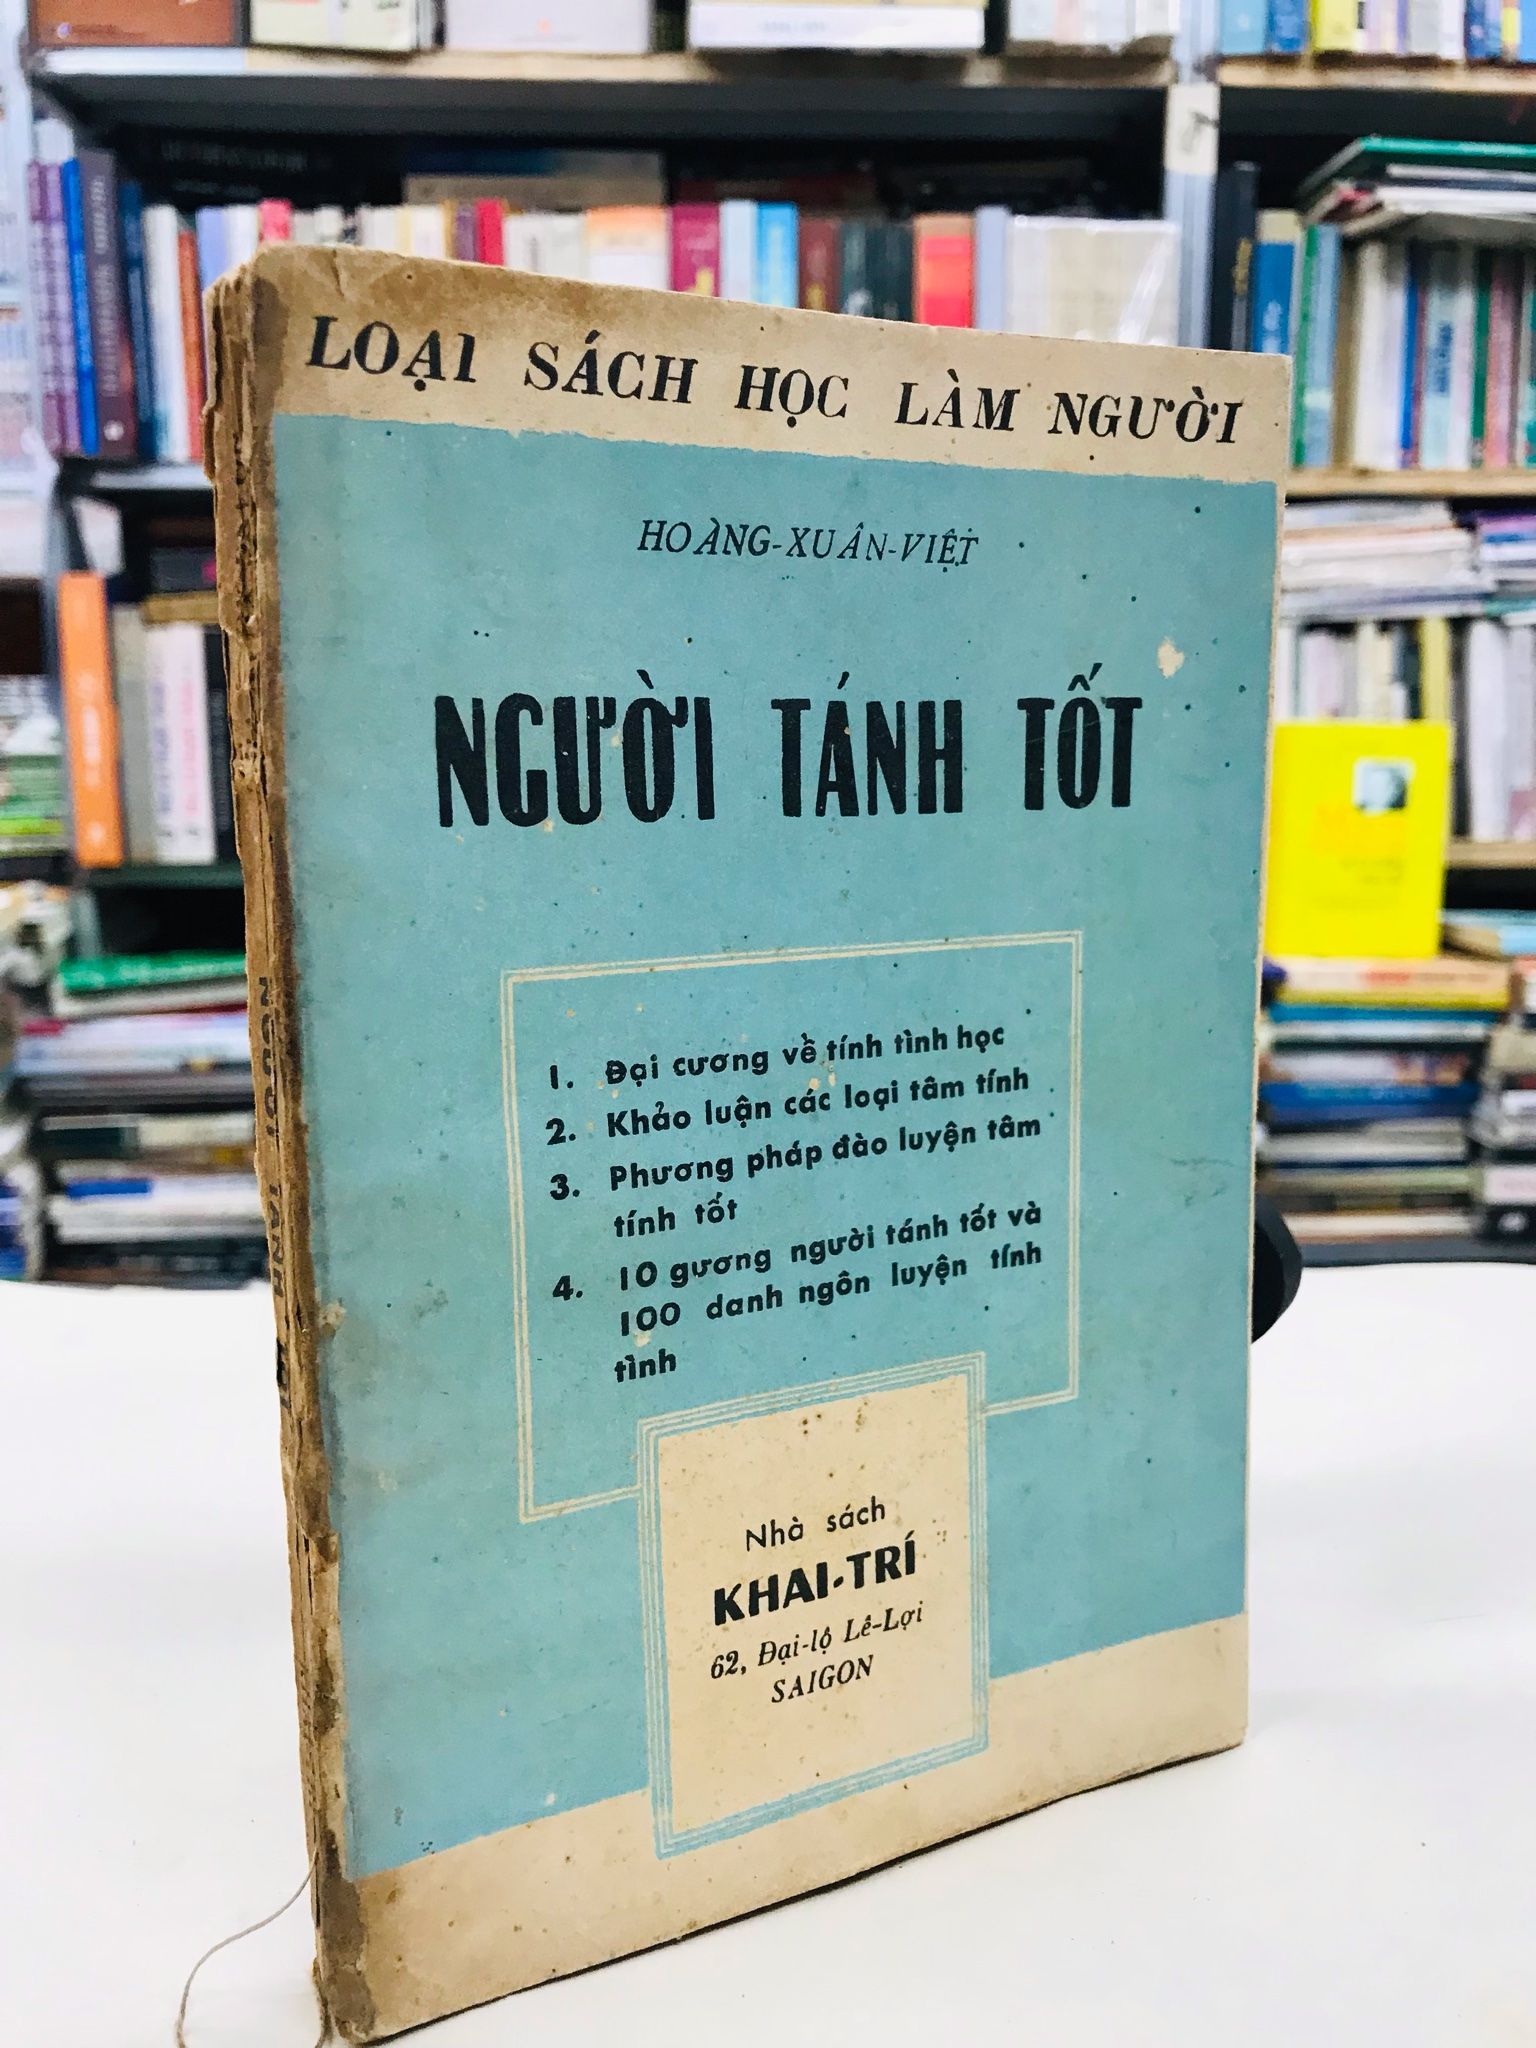 LOẠI SÁCH HỌC LÀM NGƯỜI
HOÀNG-XUÂN-VIỆT
NGƯỜI TÁNH TỐT
1. Đại cương về tính tình học
2. Khảo luận các loại tâm tính
3. Phương pháp đào luyện tâm
tính tốt
4. 10 gương người tánh tốt và
100 danh ngôn luyện tính
tình
Nhà sách
KHAI-TRÍ
62, Đại-lộ Lê-Lợi
SAIGON
NGƯỜI TÁNH